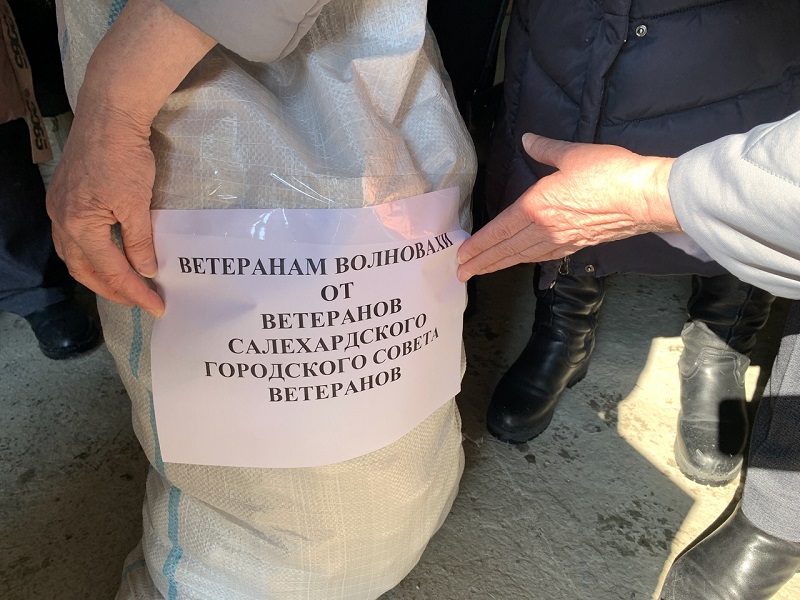 ВЕТЕРАНАМ ВОЛНОВАХИ
ОТ
ВЕТЕРАНОВ
САЛЕХАРДСКОГО
ГОРОДСКОГО СОВЕТА
ВЕТЕРАНОВ